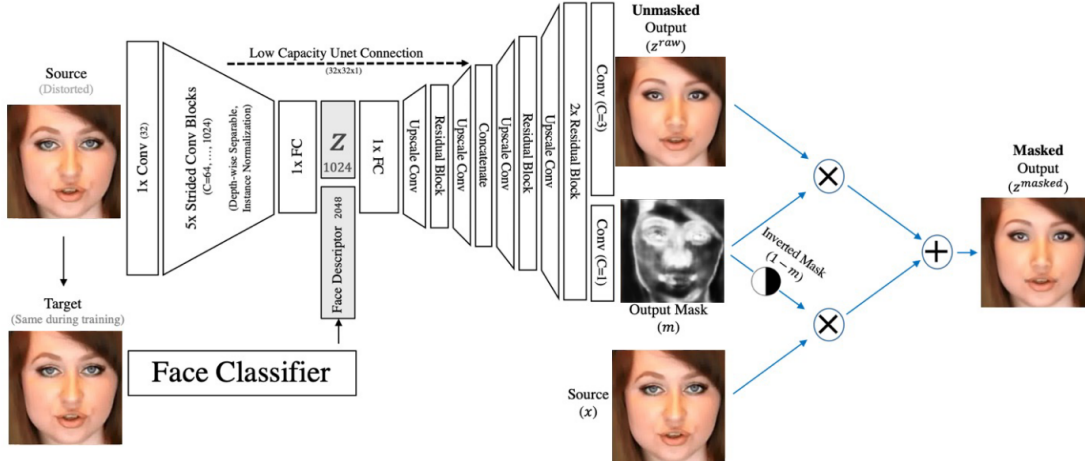 Source
(Distorted)
Target
(Same during training)
1x Conv (32)
5x Strided Conv Blocks
(C=64, …, 1024)
(Depth-wise Separable,
Instance Normalization)
Low Capacity Unet Connection
(32x32x1)
1x FC
Z
1024
Face Descriptor 2048
1x FC
Upscale Conv
Residual Block
Upscale Conv
Concatenate
Upscale Conv
Residual Block
Upscale Conv
2x Residual Block
Conv (C=3)
Conv (C=1)
Face Classifier
Unmasked
Output
(z^raw)
Output Mask
(m)
Inverted Mask
(1 − m)
Source
(x)
Masked
Output
(z^masked)